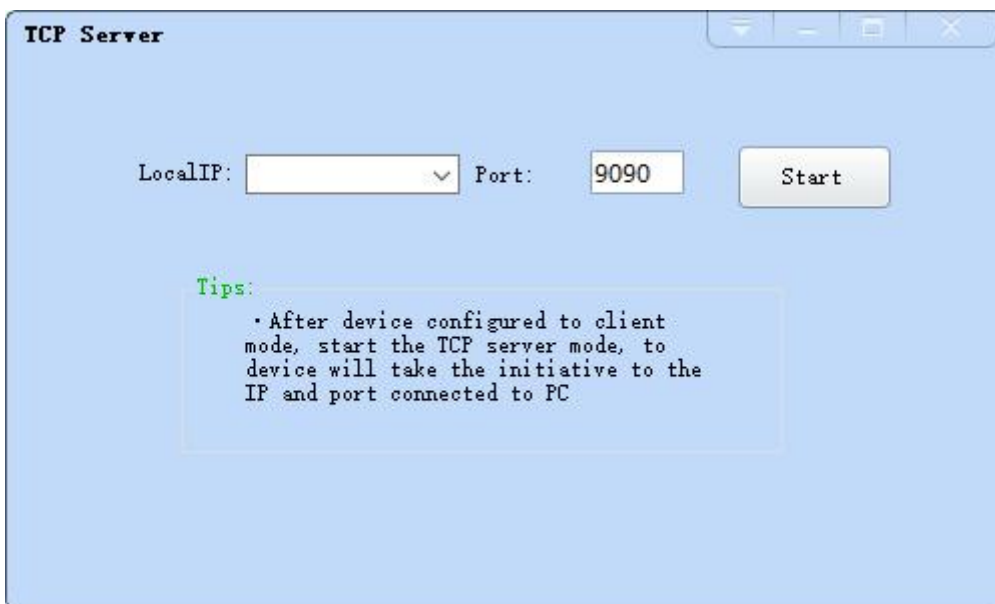 TCP Server
LocalIP: Port: 9090 Start
Tips:
·After device configured to client
mode, start the TCP server mode, to
device will take the initiative to the
IP and port connected to PC